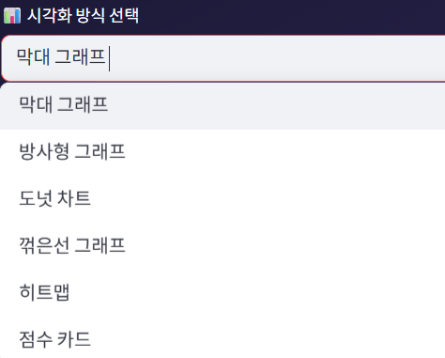 시각화 방식 선택
막대 그래프
막대 그래프
방사형 그래프
도넛 차트
꺾은선 그래프
히트맵
점수 카드